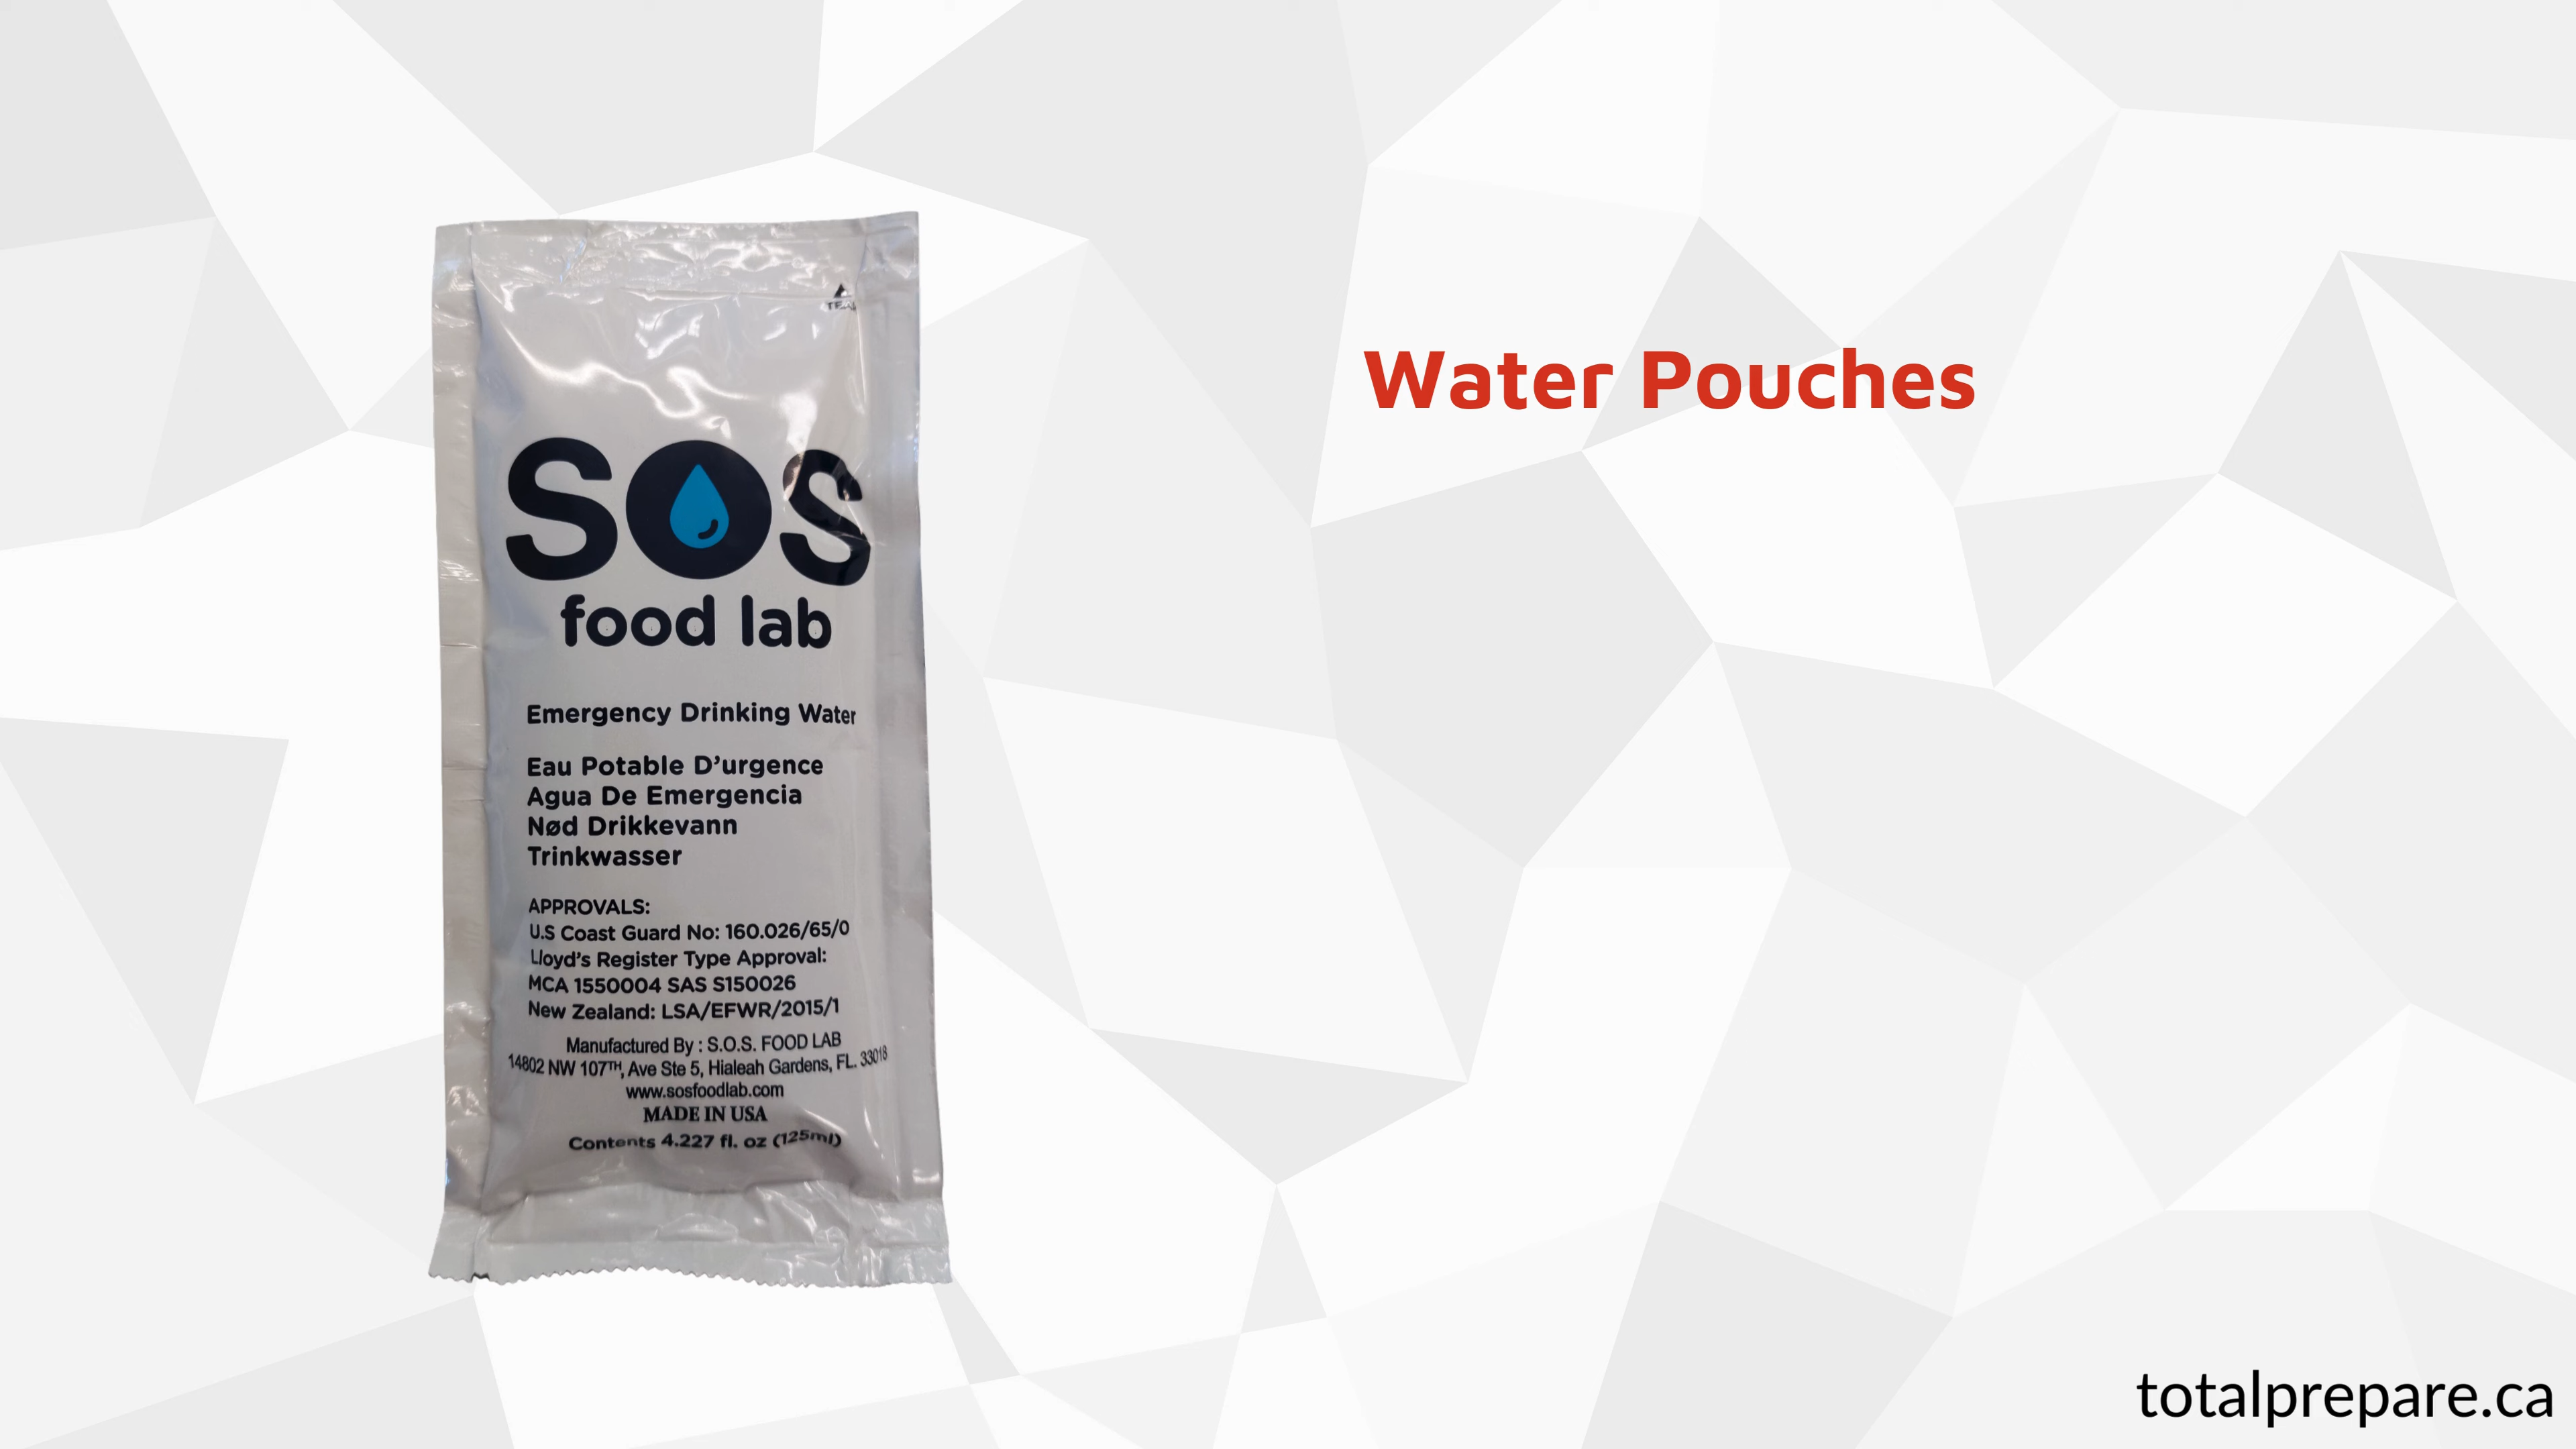 Water Pouches
SOS
food lab
Emergency Drinking Water
Eau Potable D’urgence
Agua De Emergencia
Nød Drikkevann
Trinkwasser
APPROVALS:
U.S Coast Guard No: 160.026/65/0
Lloyd’s Register Type Approval:
MCA 1550004 SAS S150026
New Zealand: LSA/EFWR/2015/1
Manufactured By : S.O.S. FOOD LAB
14802 NW 107TH, Ave Ste 5, Hialeah Gardens, FL. 33018
www.sosfoodlab.com
MADE IN USA
Contents 4.227 fl. oz (125ml)
totalprepare.ca